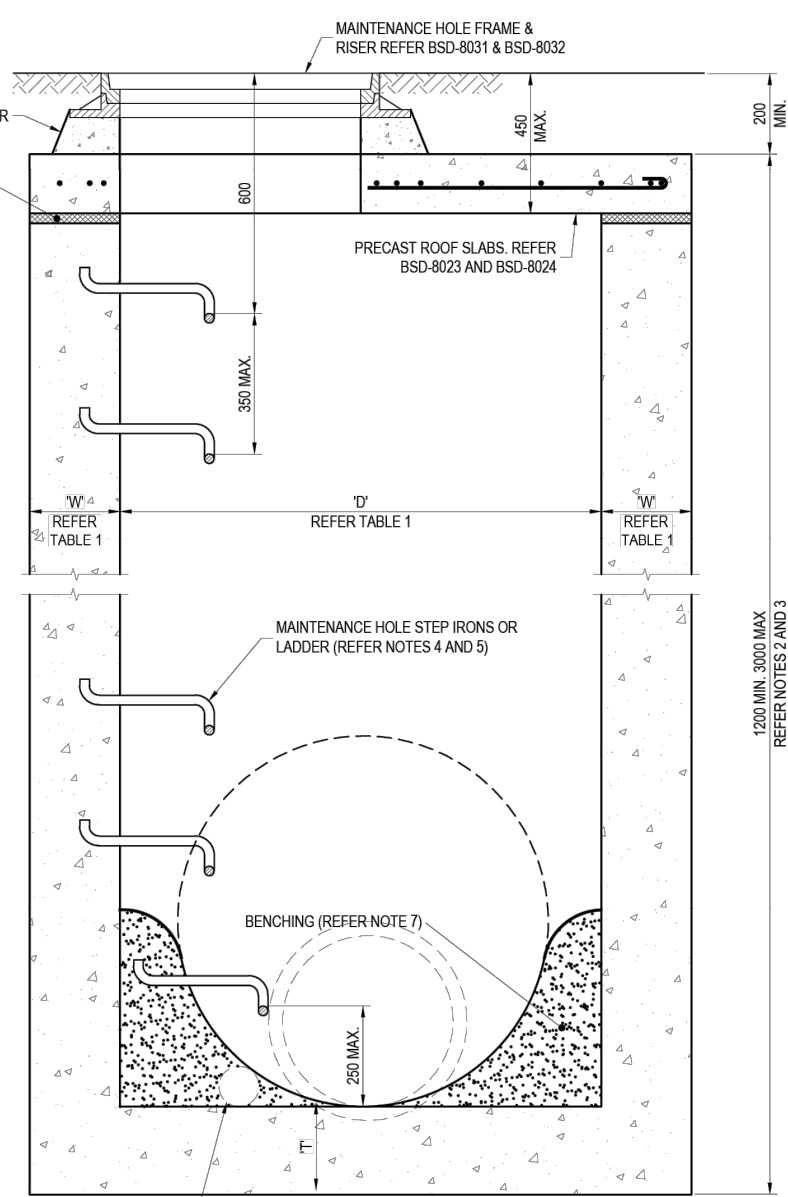 MAINTENANCE HOLE FRAME &
RISER REFER BSD-8031 & BSD-8032
R
450
MAX.
200
MIN.
600
PRECAST ROOF SLABS. REFER
BSD-8023 AND BSD-8024
350 MAX.
'W'
REFER
TABLE 1
'D'
REFER TABLE 1
'W'
REFER
TABLE 1
MAINTENANCE HOLE STEP IRONS OR
LADDER (REFER NOTES 4 AND 5)
1200 MIN. 3000 MAX
REFER NOTES 2 AND 3
BENCHING (REFER NOTE 7)
250 MAX.
'T'